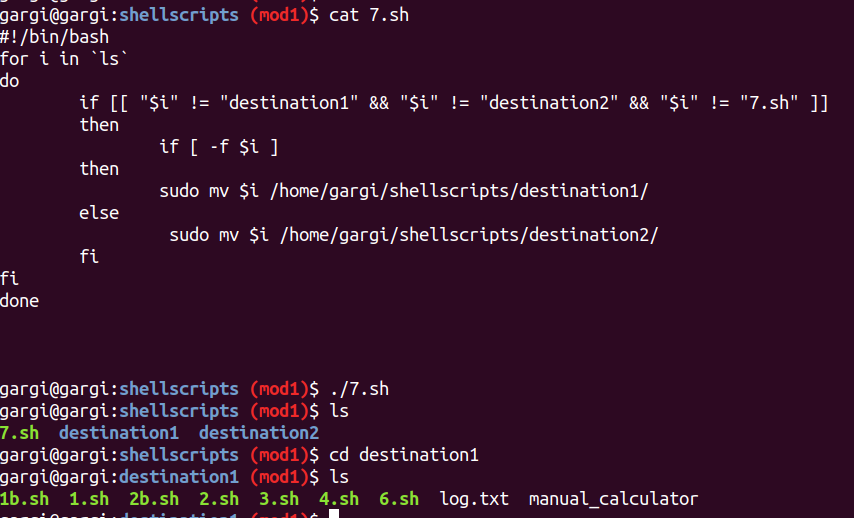 gargi@gargi:shellscripts (mod1)$ cat 7.sh
#!/bin/bash
for i in `ls`
do
        if [[ "$i" != "destination1" && "$i" != "destination2" && "$i" != "7.sh" ]]
        then
                if [ -f $i ]
        then
                sudo mv $i /home/gargi/shellscripts/destination1/
        else
                 sudo mv $i /home/gargi/shellscripts/destination2/
        fi
fi
done
gargi@gargi:shellscripts (mod1)$ ./7.sh
gargi@gargi:shellscripts (mod1)$ ls
7.sh  destination1  destination2
gargi@gargi:shellscripts (mod1)$ cd destination1
gargi@gargi:destination1 (mod1)$ ls
1b.sh  1.sh  2b.sh  2.sh  3.sh  4.sh  6.sh  log.txt  manual_calculator
gargi@gargi:destination1 (mod1)$